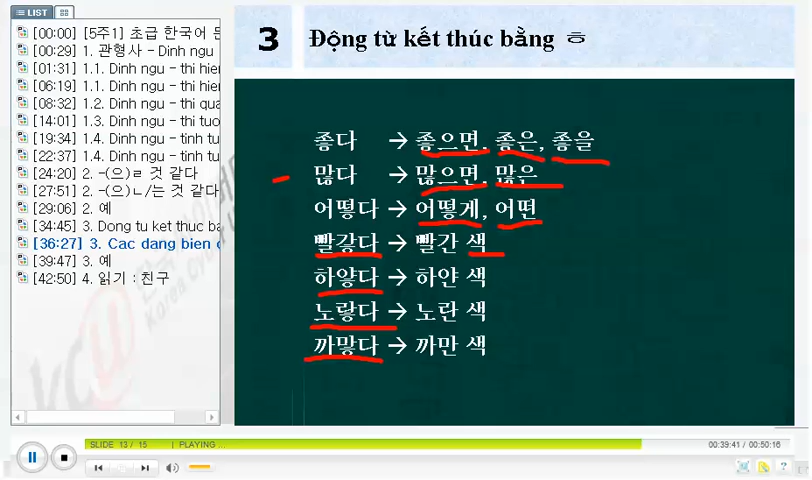 LIST
[00:00] [5주1] 초급 한국어 문
[00:29] 1. 관형사 - Dinh ngu
[01:31] 1.1. Dinh ngu - thi hien
[06:19] 1.1. Dinh ngu - thi hien
[08:32] 1.2. Dinh ngu - thi qua
[14:01] 1.3. Dinh ngu - thi tuo
[19:34] 1.4. Dinh ngu - tinh tu
[22:37] 1.4. Dinh ngu - tinh tu
[24:20] 2. -(으)ㄹ 것 같다
[27:51] 2. -(으)ㄴ/는 것 같다
[29:06] 2. 예
[34:45] 3. Dong tu ket thuc ba
[36:27] 3. Cac dang bien
[39:47] 3. 예
[42:50] 4. 읽기 : 친구
3 Động từ kết thúc bằng ㅎ
좋다 → 좋으면, 좋은, 좋을
많다 → 많으면, 많은
어떻다 → 어떻게, 어떤
빨갛다 → 빨간 색
하얗다 → 하얀 색
노랗다 → 노란 색
까맣다 → 까만 색
SLIDE 13 / 15 | PLAYING ...
00:39:41 / 00:50:16